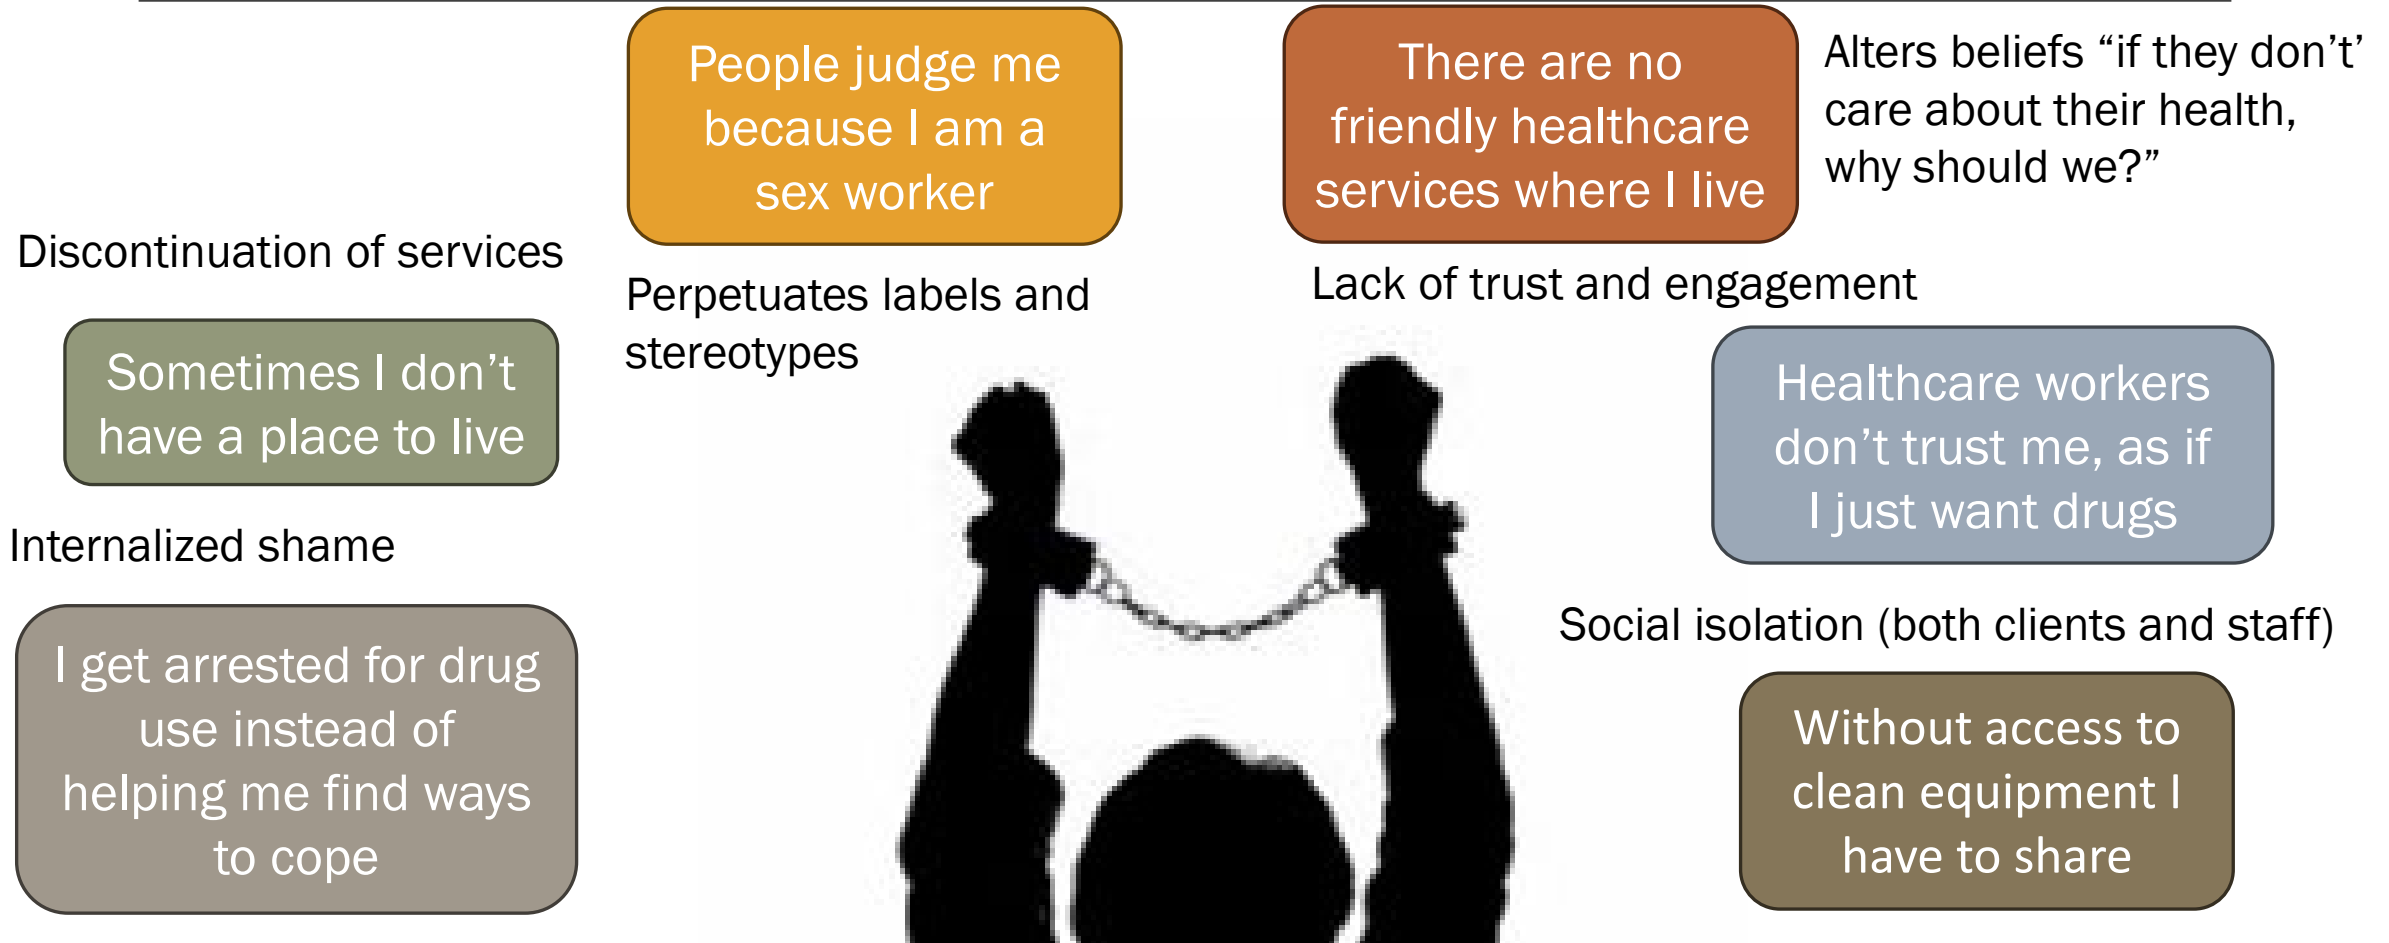 People judge me
because I am a
sex worker
There are no
friendly healthcare
services where I live
Alters beliefs “if they don’t’
care about their health,
why should we?”
Discontinuation of services
Perpetuates labels and
stereotypes
Lack of trust and engagement
Sometimes I don’t
have a place to live
Healthcare workers
don’t trust me, as if
I just want drugs
Internalized shame
Social isolation (both clients and staff)
I get arrested for drug
use instead of
helping me find ways
to cope
Without access to
clean equipment I
have to share